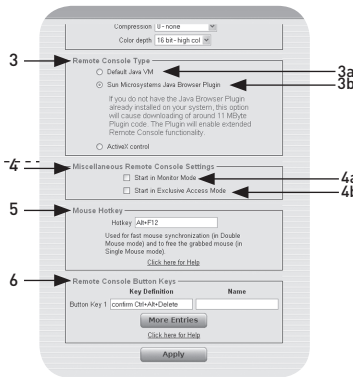 Compression 0 - none
Color depth 16 bit - high col
3 Remote Console Type
Default Java VM 3a
Sun Microsystems Java Browser Plugin 3b
If you do not have the Java Browser Plugin
already installed on your system, this option
will cause downloading of around 11 MByte
Plugin code. The Plugin will enable extended
Remote Console functionality.
ActiveX control
4 Miscellaneous Remote Console Settings
Start in Monitor Mode 4a
Start in Exclusive Access Mode 4b
5 Mouse Hotkey
Hotkey Alt+F12
Used for fast mouse synchronization (in Double
Mouse mode) and to free the grabbed mouse (in
Single Mouse mode).
Click here for Help
6 Remote Console Button Keys
Key Definition Name
Button Key 1 confirm Ctrl+Alt+Delete
More Entries
Click here for Help
Apply